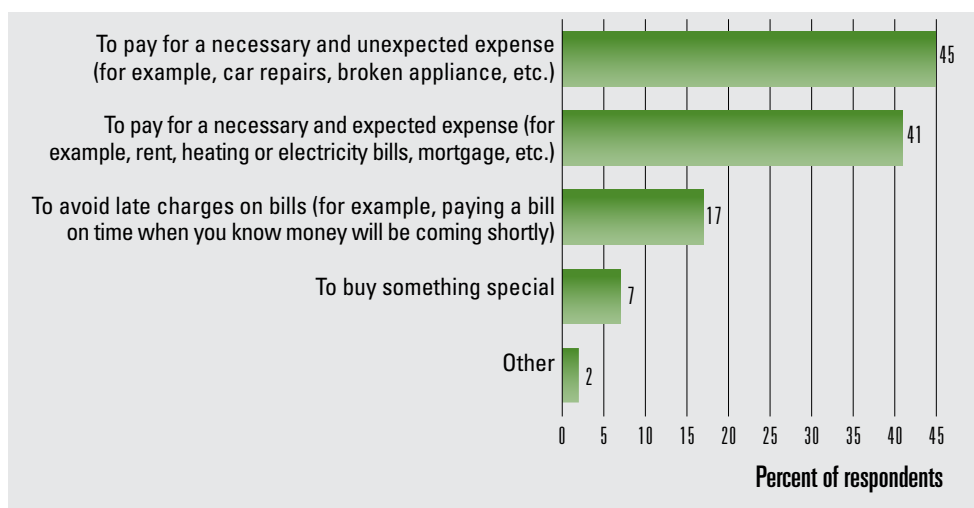 To pay for a necessary and unexpected expense
(for example, car repairs, broken appliance, etc.)
45
To pay for a necessary and expected expense (for
example, rent, heating or electricity bills, mortgage, etc.)
41
To avoid late charges on bills (for example, paying a bill
on time when you know money will be coming shortly)
17
To buy something special
7
Other
2
0 5 10 15 20 25 30 35 40 45
Percent of respondents